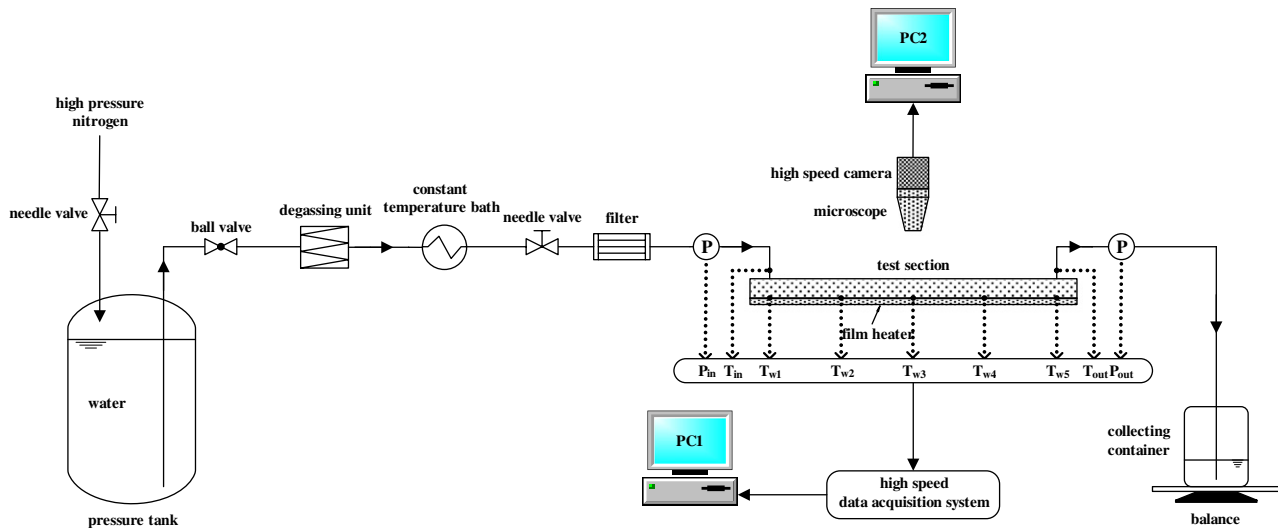 PC2
high pressure
nitrogen
high speed camera
microscope
needle valve
ball valve
degassing unit
constant
temperature bath
needle valve
filter
P
P
test section
film heater
Pin Tin Tw1 Tw2 Tw3 Tw4 Tw5 Tout Pout
water
PC1
high speed
data acquisition system
collecting
container
pressure tank
balance